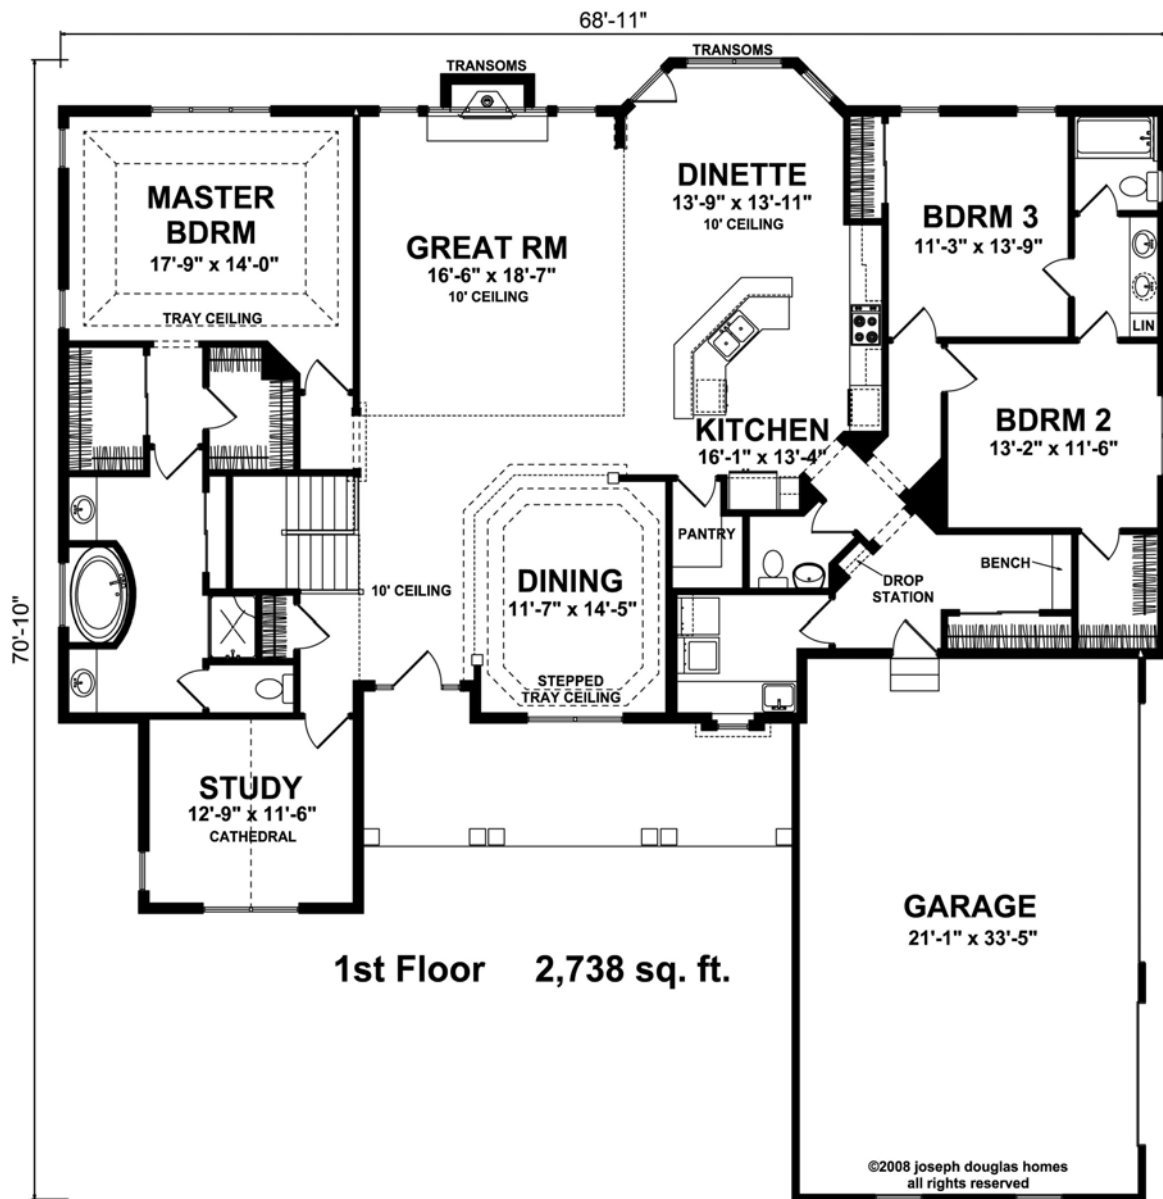 68'-11"
70'-10"
TRANSOMS
TRANSOMS
MASTER
BDRM
17'-9" x 14'-0"
TRAY CEILING
GREAT RM
16'-6" x 18'-7"
10' CEILING
DINETTE
13'-9" x 13'-11"
10' CEILING
BDRM 3
11'-3" x 13'-9"
LIN
KITCHEN
16'-1" x 13'-4"
BDRM 2
13'-2" x 11'-6"
PANTRY
BENCH
DROP
STATION
10' CEILING
DINING
11'-7" x 14'-5"
STEPPED
TRAY CEILING
STUDY
12'-9" x 11'-6"
CATHEDRAL
GARAGE
21'-1" x 33'-5"
1st Floor 2,738 sq. ft.
©2008 joseph douglas homes
all rights reserved